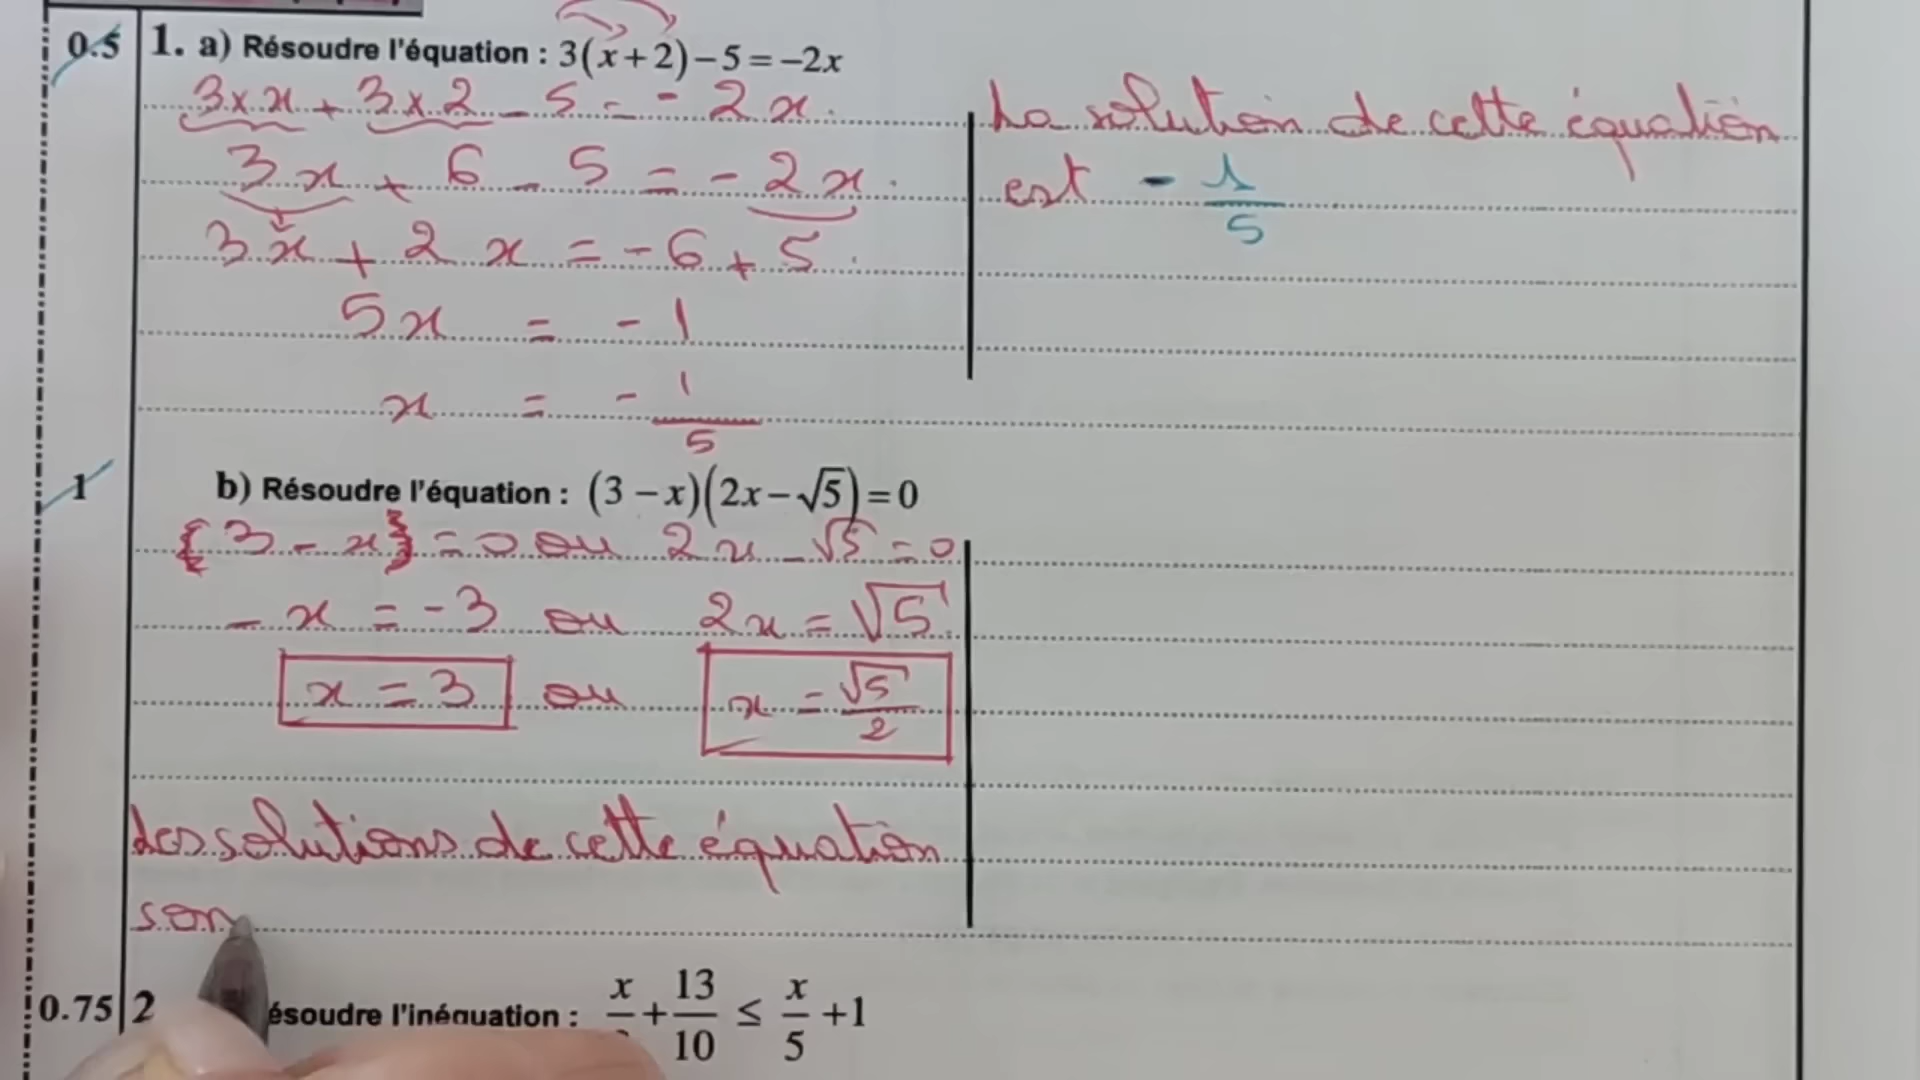 0.5 1. a) Résoudre l'équation : 3(x+2)−5=−2x
3×x + 3×2 − 5 = − 2x.
3x + 6 − 5 = − 2x.
3x + 2x = −6 + 5.
5x = − 1
x = − 1/5
La solution de cette équation
est − 1/5
1 b) Résoudre l'équation : (3−x)(2x−√5)=0
{3 − x} = 0 ou 2x − √5 = 0
− x = −3 ou 2x = √5
x = 3 ou x = √5/2
Les solutions de cette équation
son
0.75 2 ésoudre l'inéquation : x + 13/10 ≤ x/5 +1